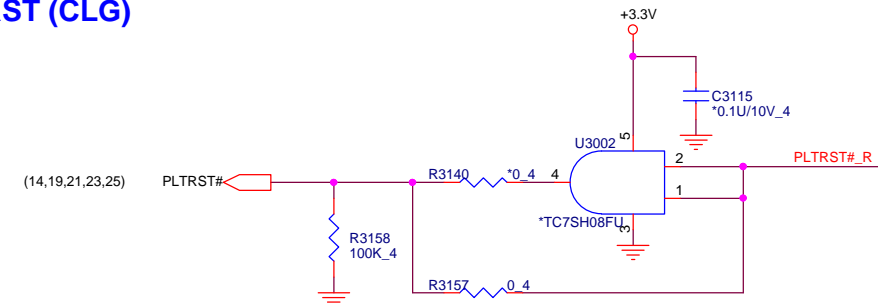 RST (CLG)
+3.3V
C3115
*0.1U/10V_4
U3002
5
2
PLTRST#_R
(14,19,21,23,25)
PLTRST#
R3140
*0_4
4
1
*TC7SH08FU
3
R3158
100K_4
R3157
0_4